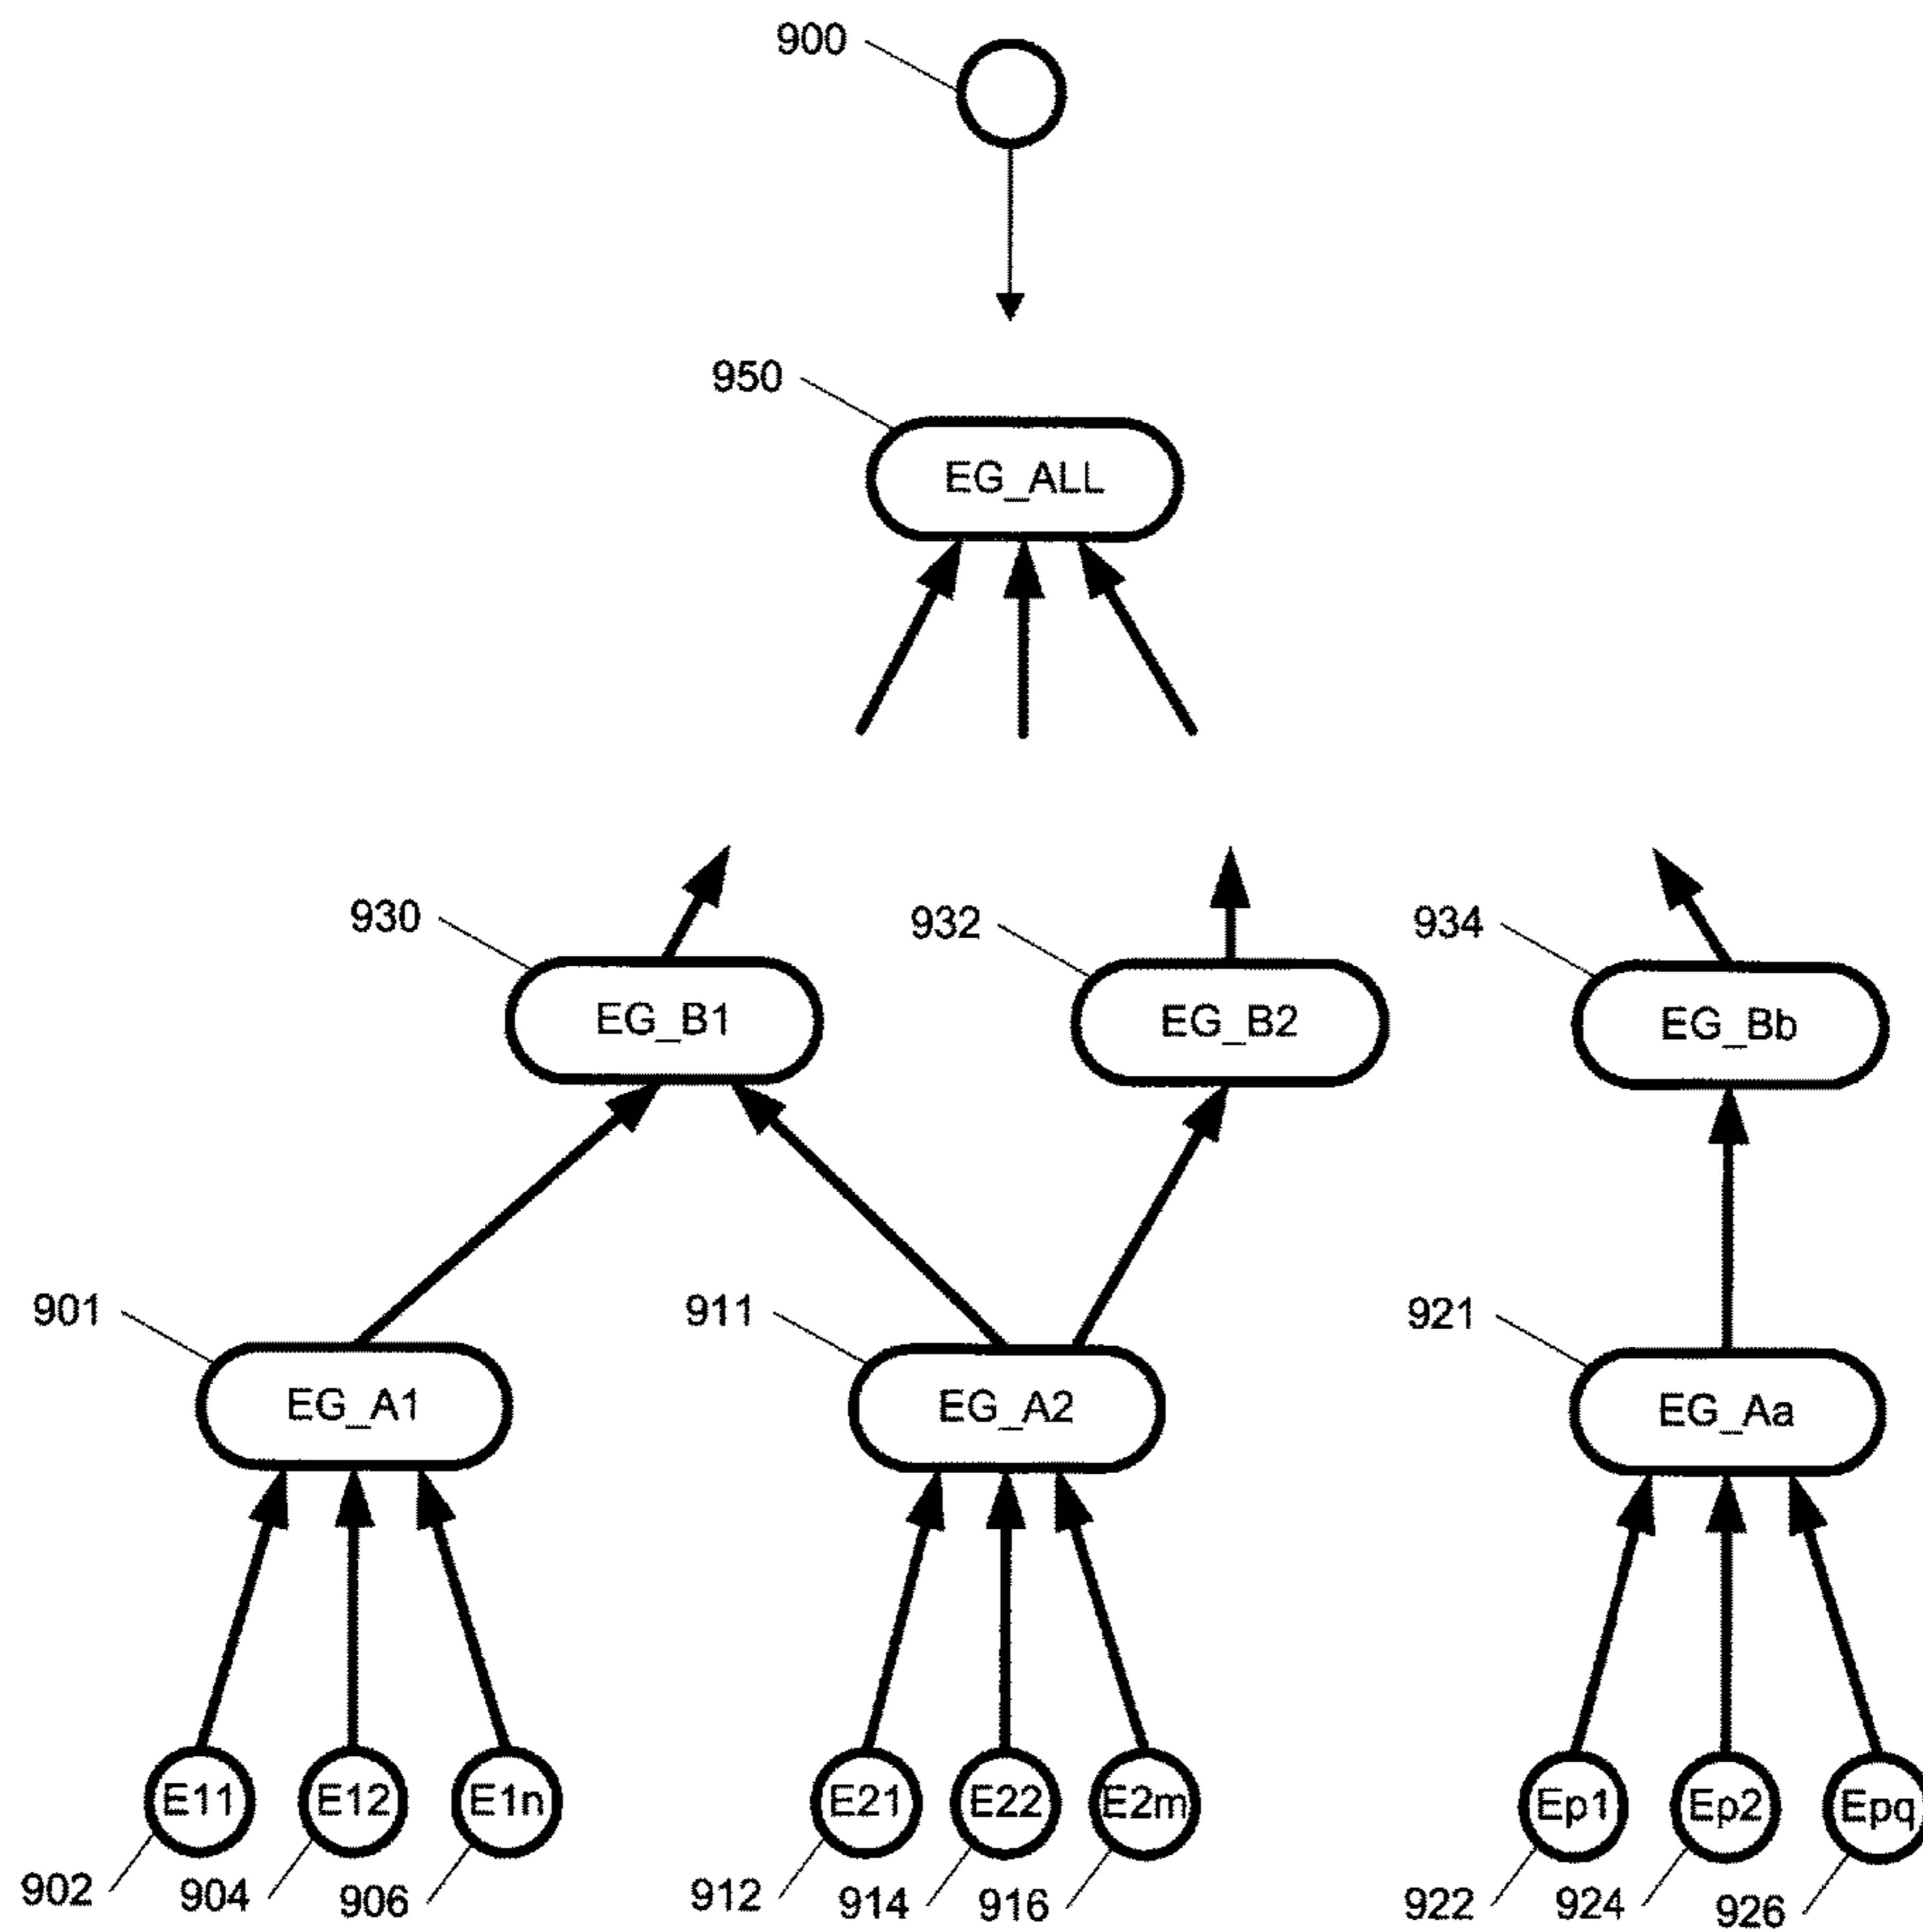 900
950
EG_ALL
930
932
934
EG_B1
EG_B2
EG_Bb
901
911
921
EG_A1
EG_A2
EG_Aa
E11
E12
E1n
E21
E22
E2m
Ep1
Ep2
Epq
902
904
906
912
914
916
922
924
926